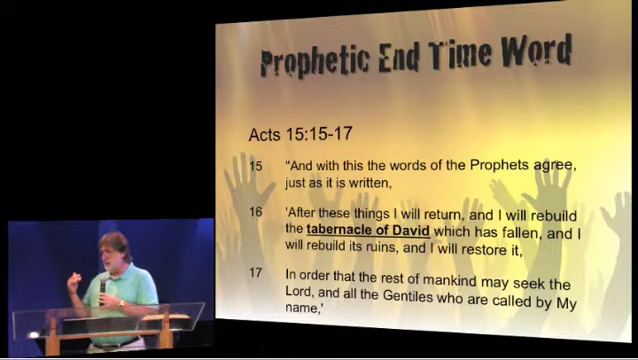 Prophetic End Time Word
Acts 15:15-17
15 "And with this the words of the Prophets agree,
just as it is written,
16 'After these things I will return, and I will rebuild
the tabernacle of David which has fallen, and I
will rebuild its ruins, and I will restore it,
17 In order that the rest of mankind may seek the
Lord, and all the Gentiles who are called by My
name,'